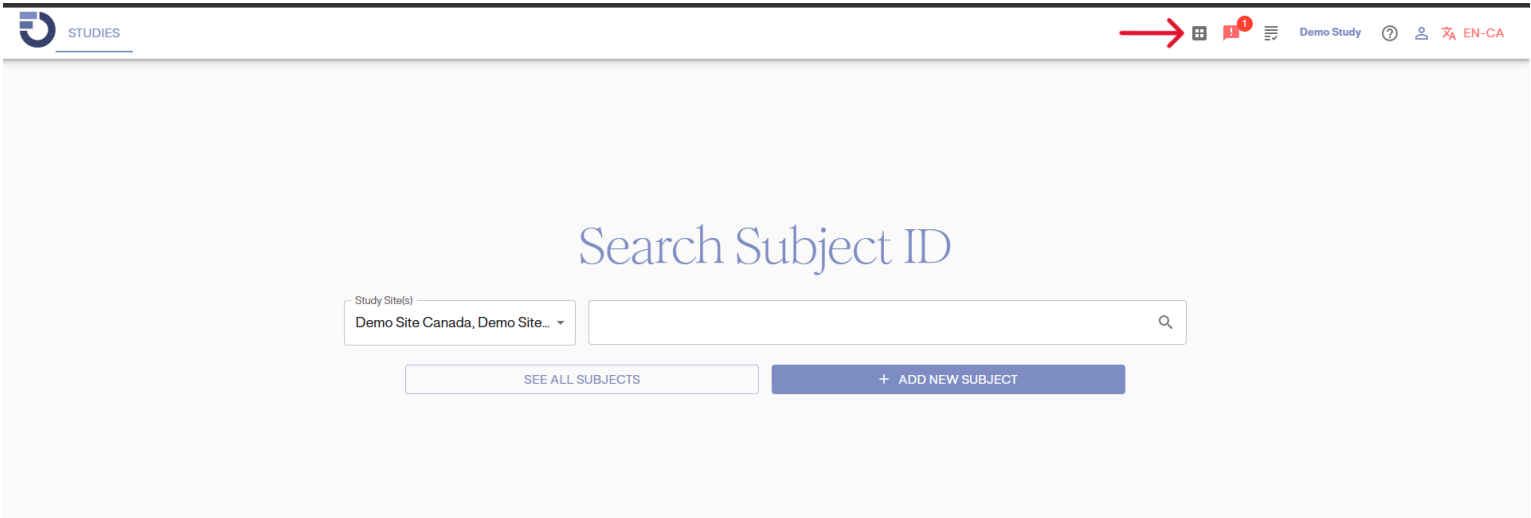 STUDIES
1
Demo Study
EN-CA
Search Subject ID
Study Site(s)
Demo Site Canada, Demo Site...
SEE ALL SUBJECTS
+ ADD NEW SUBJECT